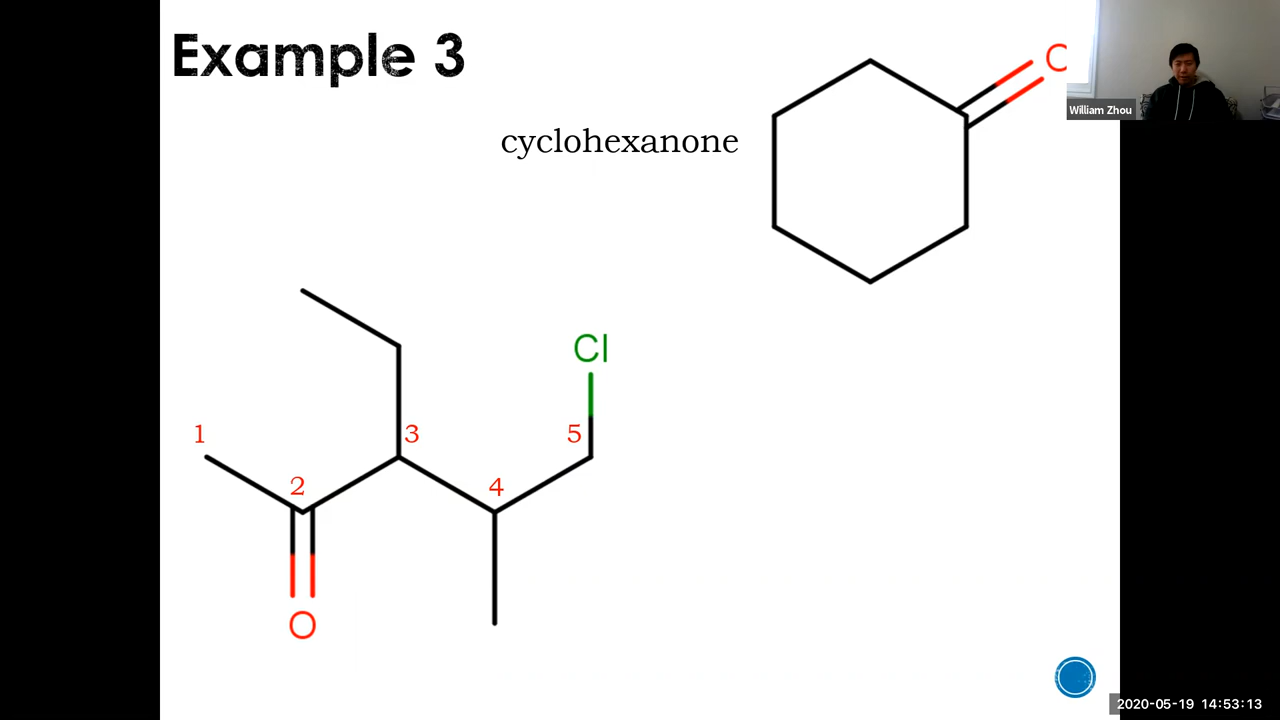 Example 3
C
William Zhou
cyclohexanone
Cl
1
3
5
2
4
O
2020-05-19 14:53:13